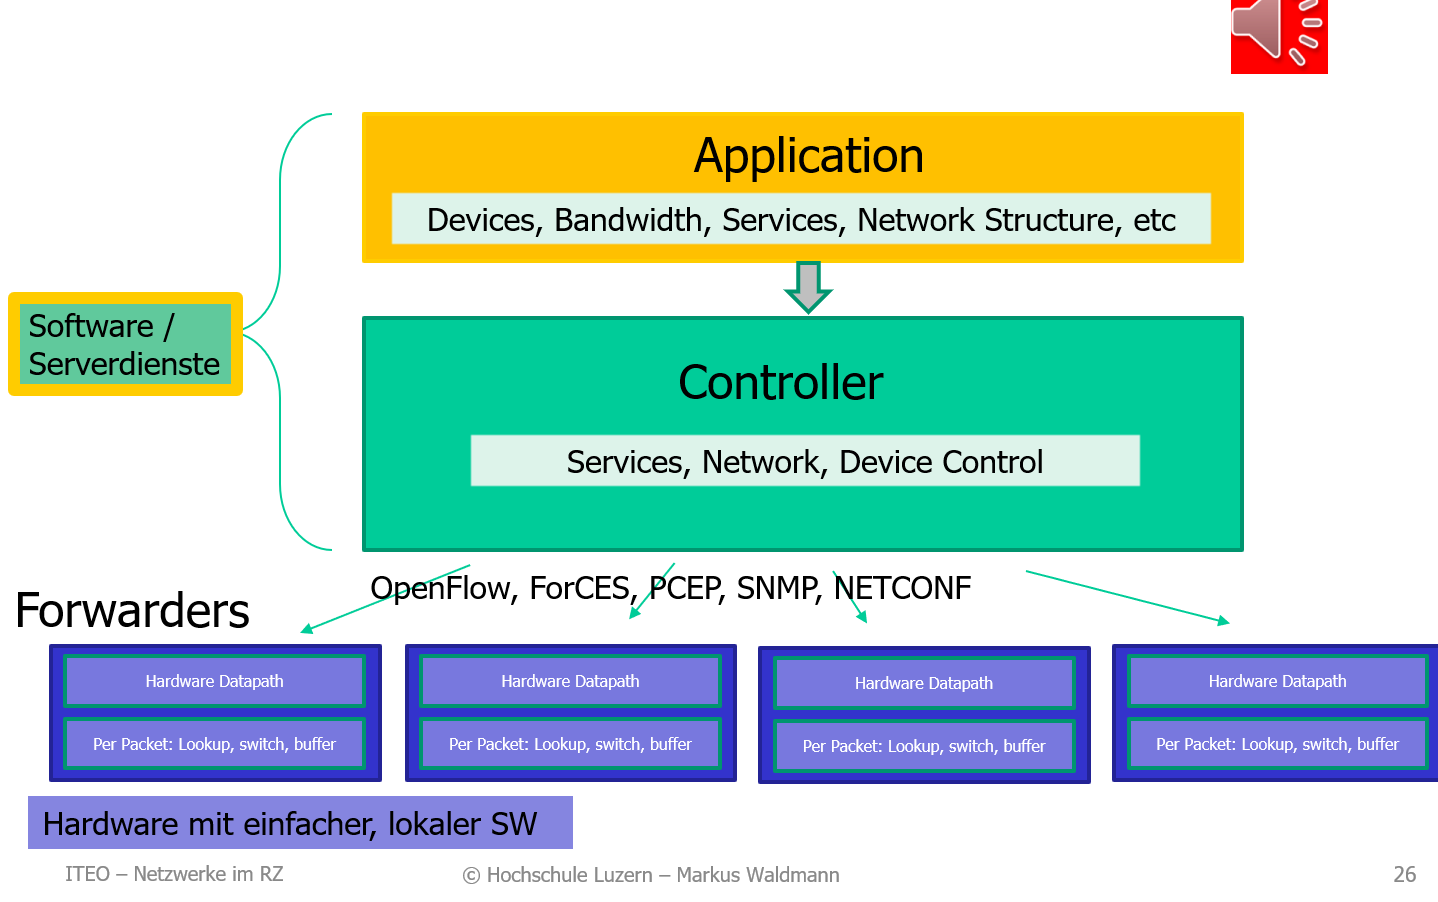 Application
Devices, Bandwidth, Services, Network Structure, etc
Software /
Serverdienste
Controller
Services, Network, Device Control
OpenFlow, ForCES, PCEP, SNMP, NETCONF
Forwarders
Hardware Datapath
Per Packet: Lookup, switch, buffer
Hardware Datapath
Per Packet: Lookup, switch, buffer
Hardware Datapath
Per Packet: Lookup, switch, buffer
Hardware Datapath
Per Packet: Lookup, switch, buffer
Hardware mit einfacher, lokaler SW
ITEO – Netzwerke im RZ
© Hochschule Luzern – Markus Waldmann
26